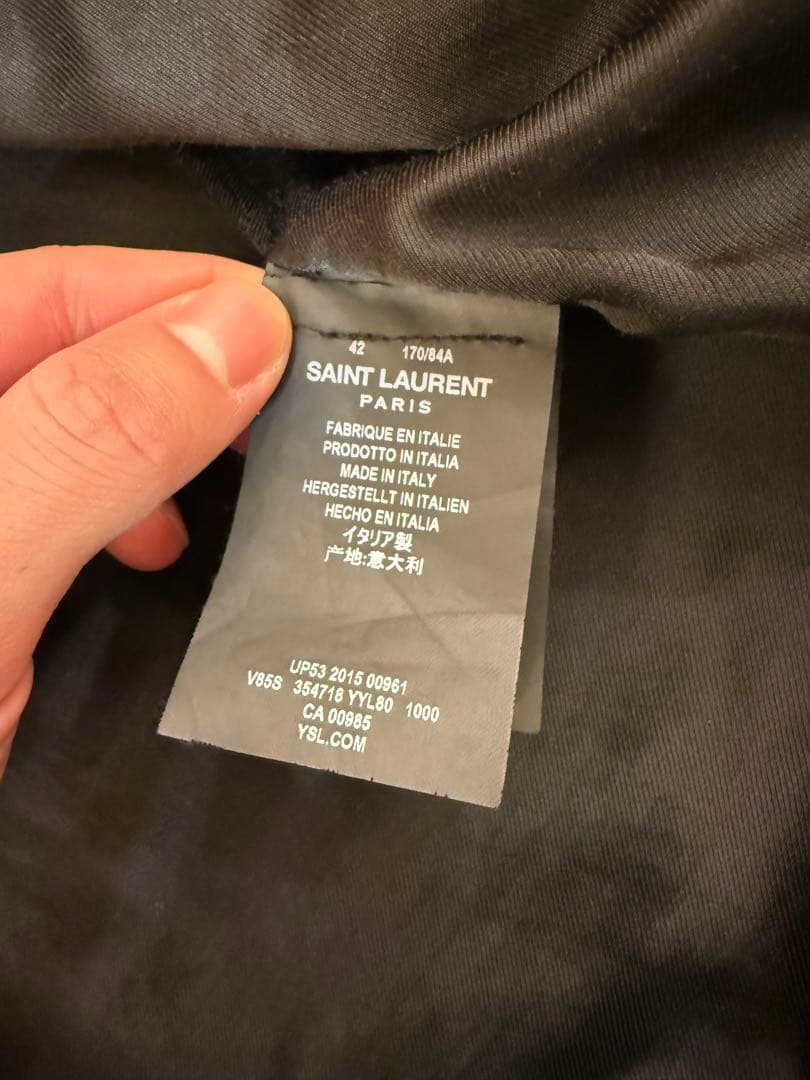 42 170/84A
SAINT LAURENT
PARIS
FABRIQUE EN ITALIE
PRODOTTO IN ITALIA
MADE IN ITALY
HERGESTELLT IN ITALIEN
HECHO EN ITALIA
イタリア製
产地:意大利
UP53 2015 00961
V85S 354718 YYL80 1000
CA 00985
YSL.COM